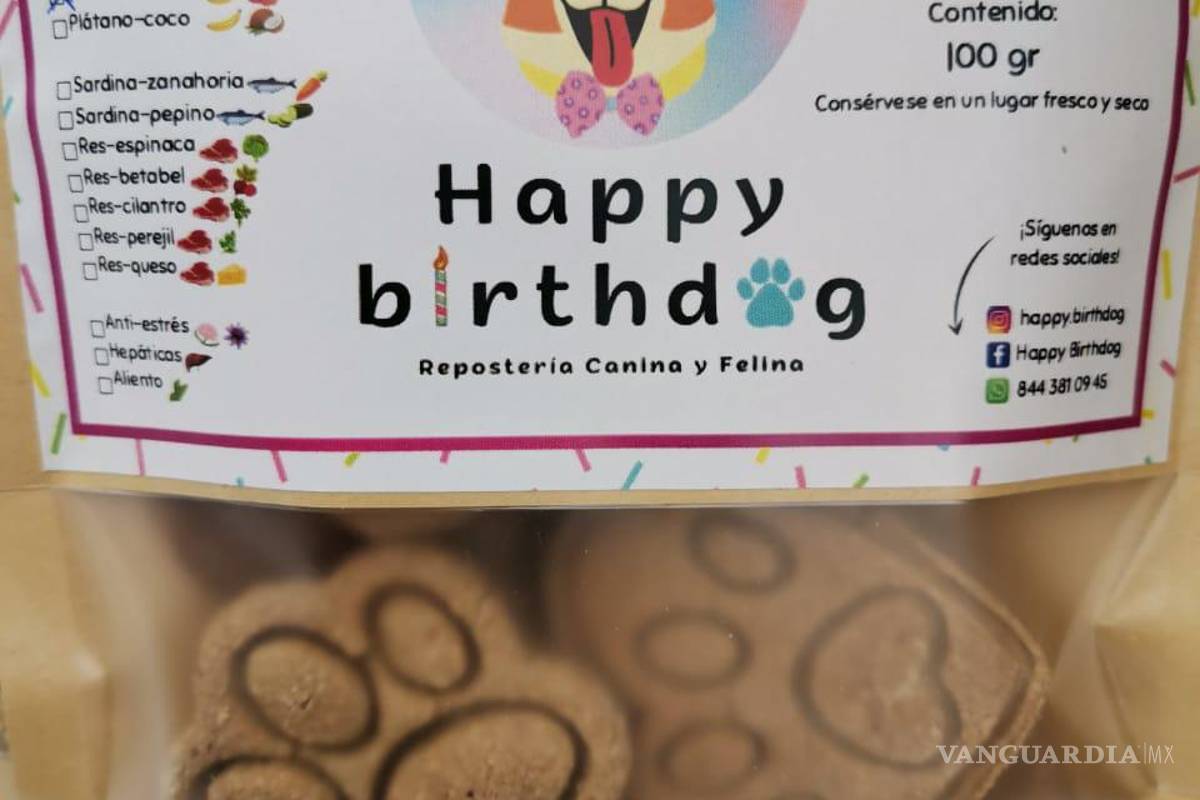 Plátano-coco
Sardina-zanahoria
Sardina-pepino
Res-espinaca
Res-betabel
Res-cilantro
Res-perejil
Res-queso
Anti-estrés
Hepáticas
Aliento
Happy
birthdog
Repostería Canina y Felina
Contenido:
100 gr
Consérvese en un lugar fresco y seco
¡Síguenos en
redes sociales!
happy.birthdog
Happy Birthdog
844 381 09 45
VANGUARDIA|MX